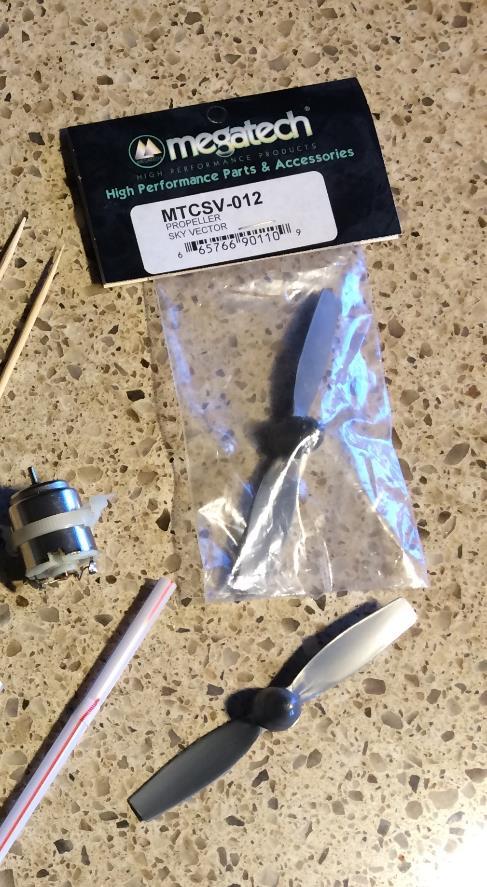 megatech®
HIGH PERFORMANCE PRODUCTS
High Performance Parts & Accessories
MTCSV-012
PROPELLER
SKY VECTOR
6 65766 90110 9